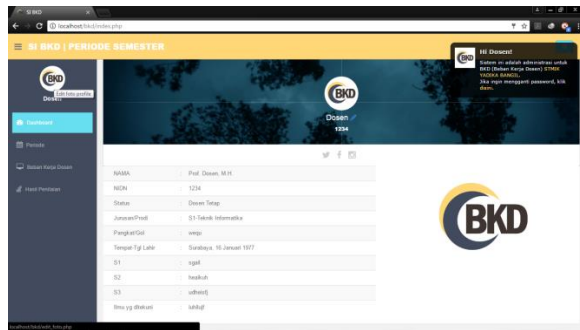 SI BKD
localhost/bkd/index.php
SI BKD | PERIODE SEMESTER
Hi Dosen!
Sistem ini adalah administrasi untuk
BKD (Beban Kerja Dosen) STMIK
YADIKA BANGIL.
Jika ingin mengganti password, klik
disini.
BKD
Edit foto profile
Dosen
BKD
Dosen
1234
Dashboard
Periode
Beban Kerja Dosen
Hasil Penilaian
NAMA : Prof. Dosen, M.H.
NIDN : 1234
Status : Dosen Tetap
Jurusan/Prodi : S1-Teknik Informatika
Pangkat/Gol :
Tempat Tgl Lahir : Surabaya, 10 Januari 1977
S1 :
S2 :
S3 :
Ilmu yg ditekuni :
BKD
localhost/bkd/edit_foto.php